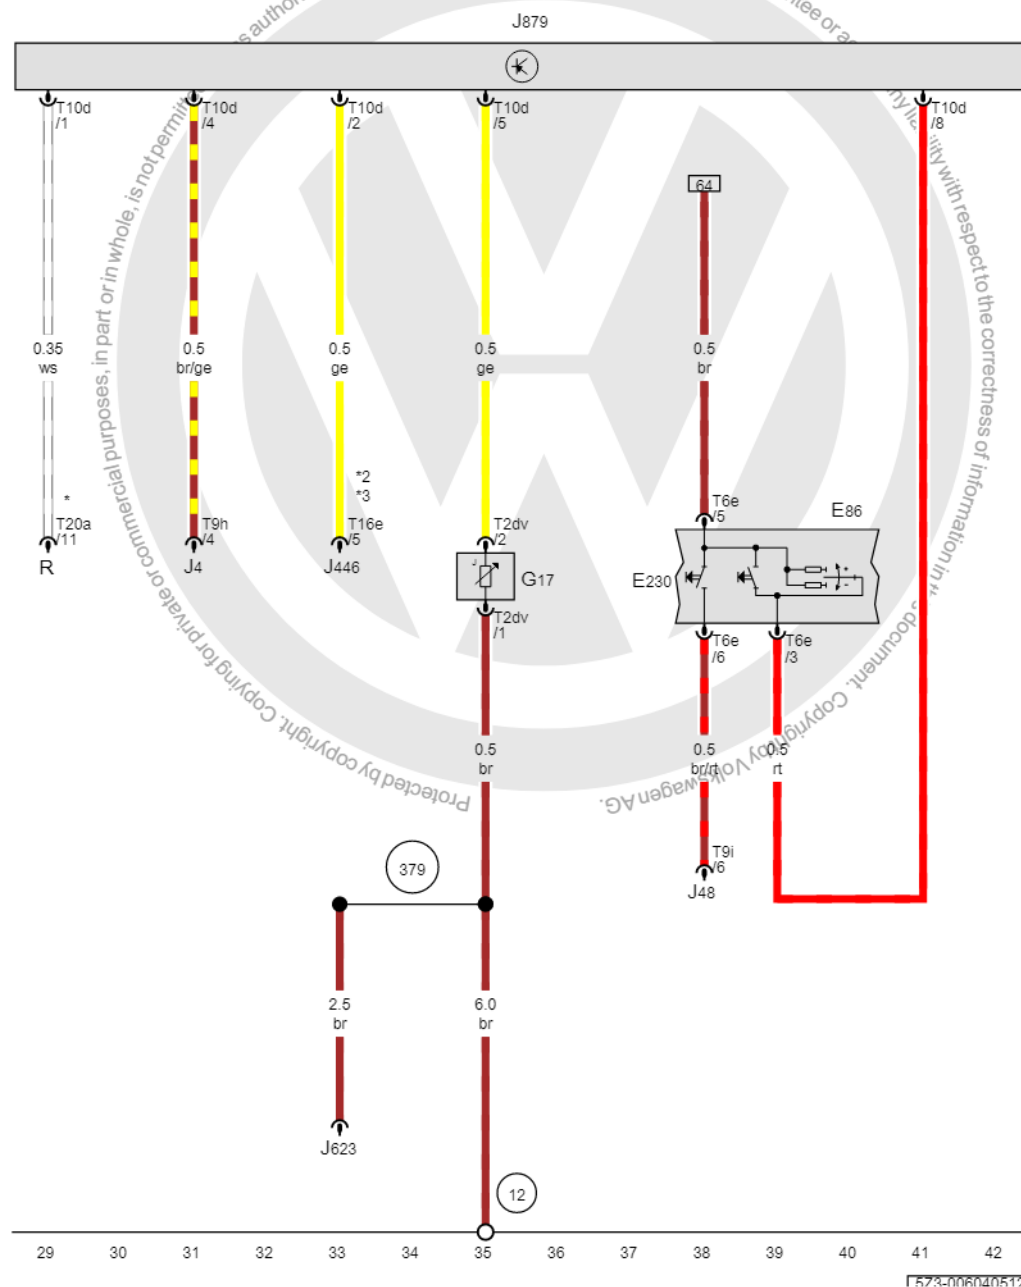 J879
T10d
/1
T10d
/4
T10d
/2
T10d
/5
T10d
/8
64
0.35
ws
0.5
br/ge
0.5
ge
0.5
ge
0.5
br
*
*2
*3
T20a
/11
R
T9h
/4
J4
T16e
/5
J446
T2dv
/2
J
G17
T2dv
/1
T6e
/5
E86
E230
+
-
T6e
/6
T6e
/3
0.5
br
0.5
br/rt
0.5
rt
T9i
/6
J48
379
2.5
br
6.0
br
J623
12
29 30 31 32 33 34 35 36 37 38 39 40 41 42
Protected by copyright. Copying for private or commercial purposes, in part or in whole, is not permitted
with respect to the correctness of information in
document. Copyright by Volkswagen AG.